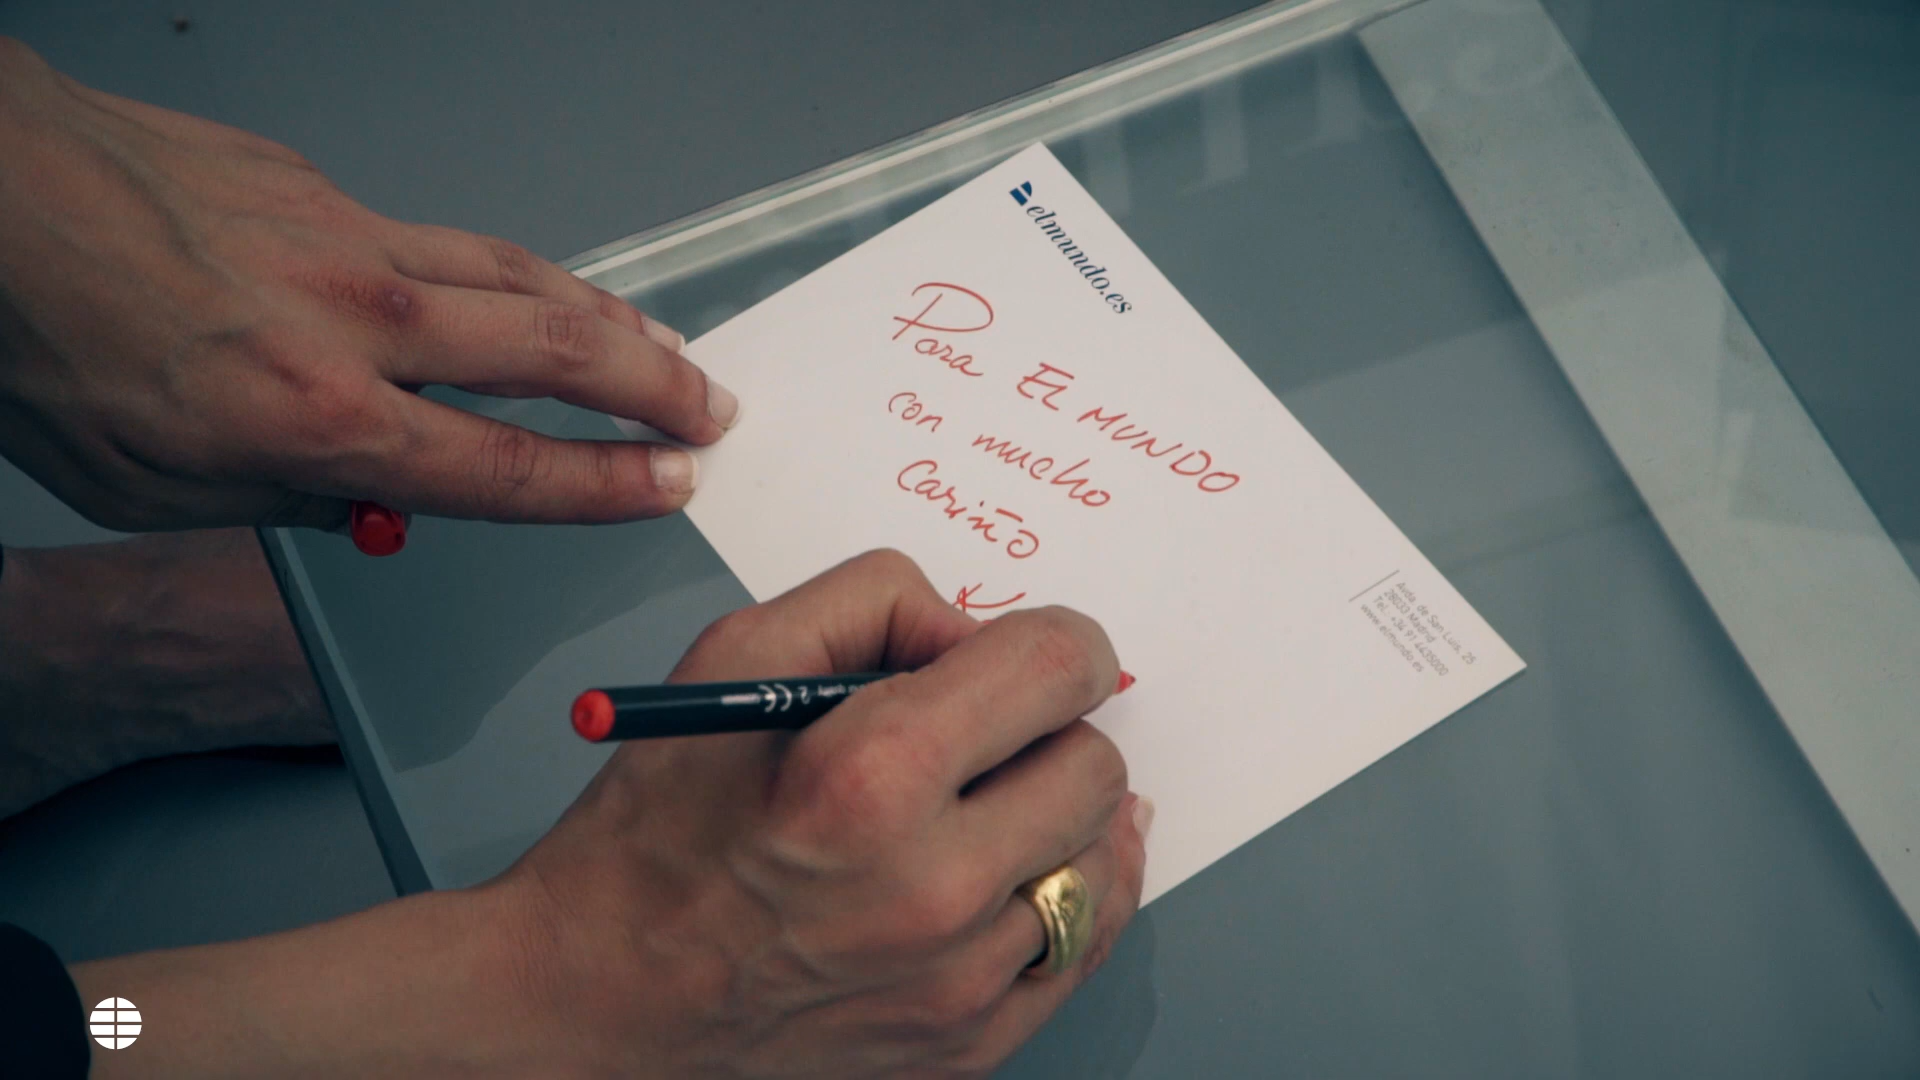 elmundo.es
Para EL MUNDO
con mucho
Cariño
K
Avda. de San Luis, 25
28033 Madrid
Tel.: +34 91 4435000
www.elmundo.es